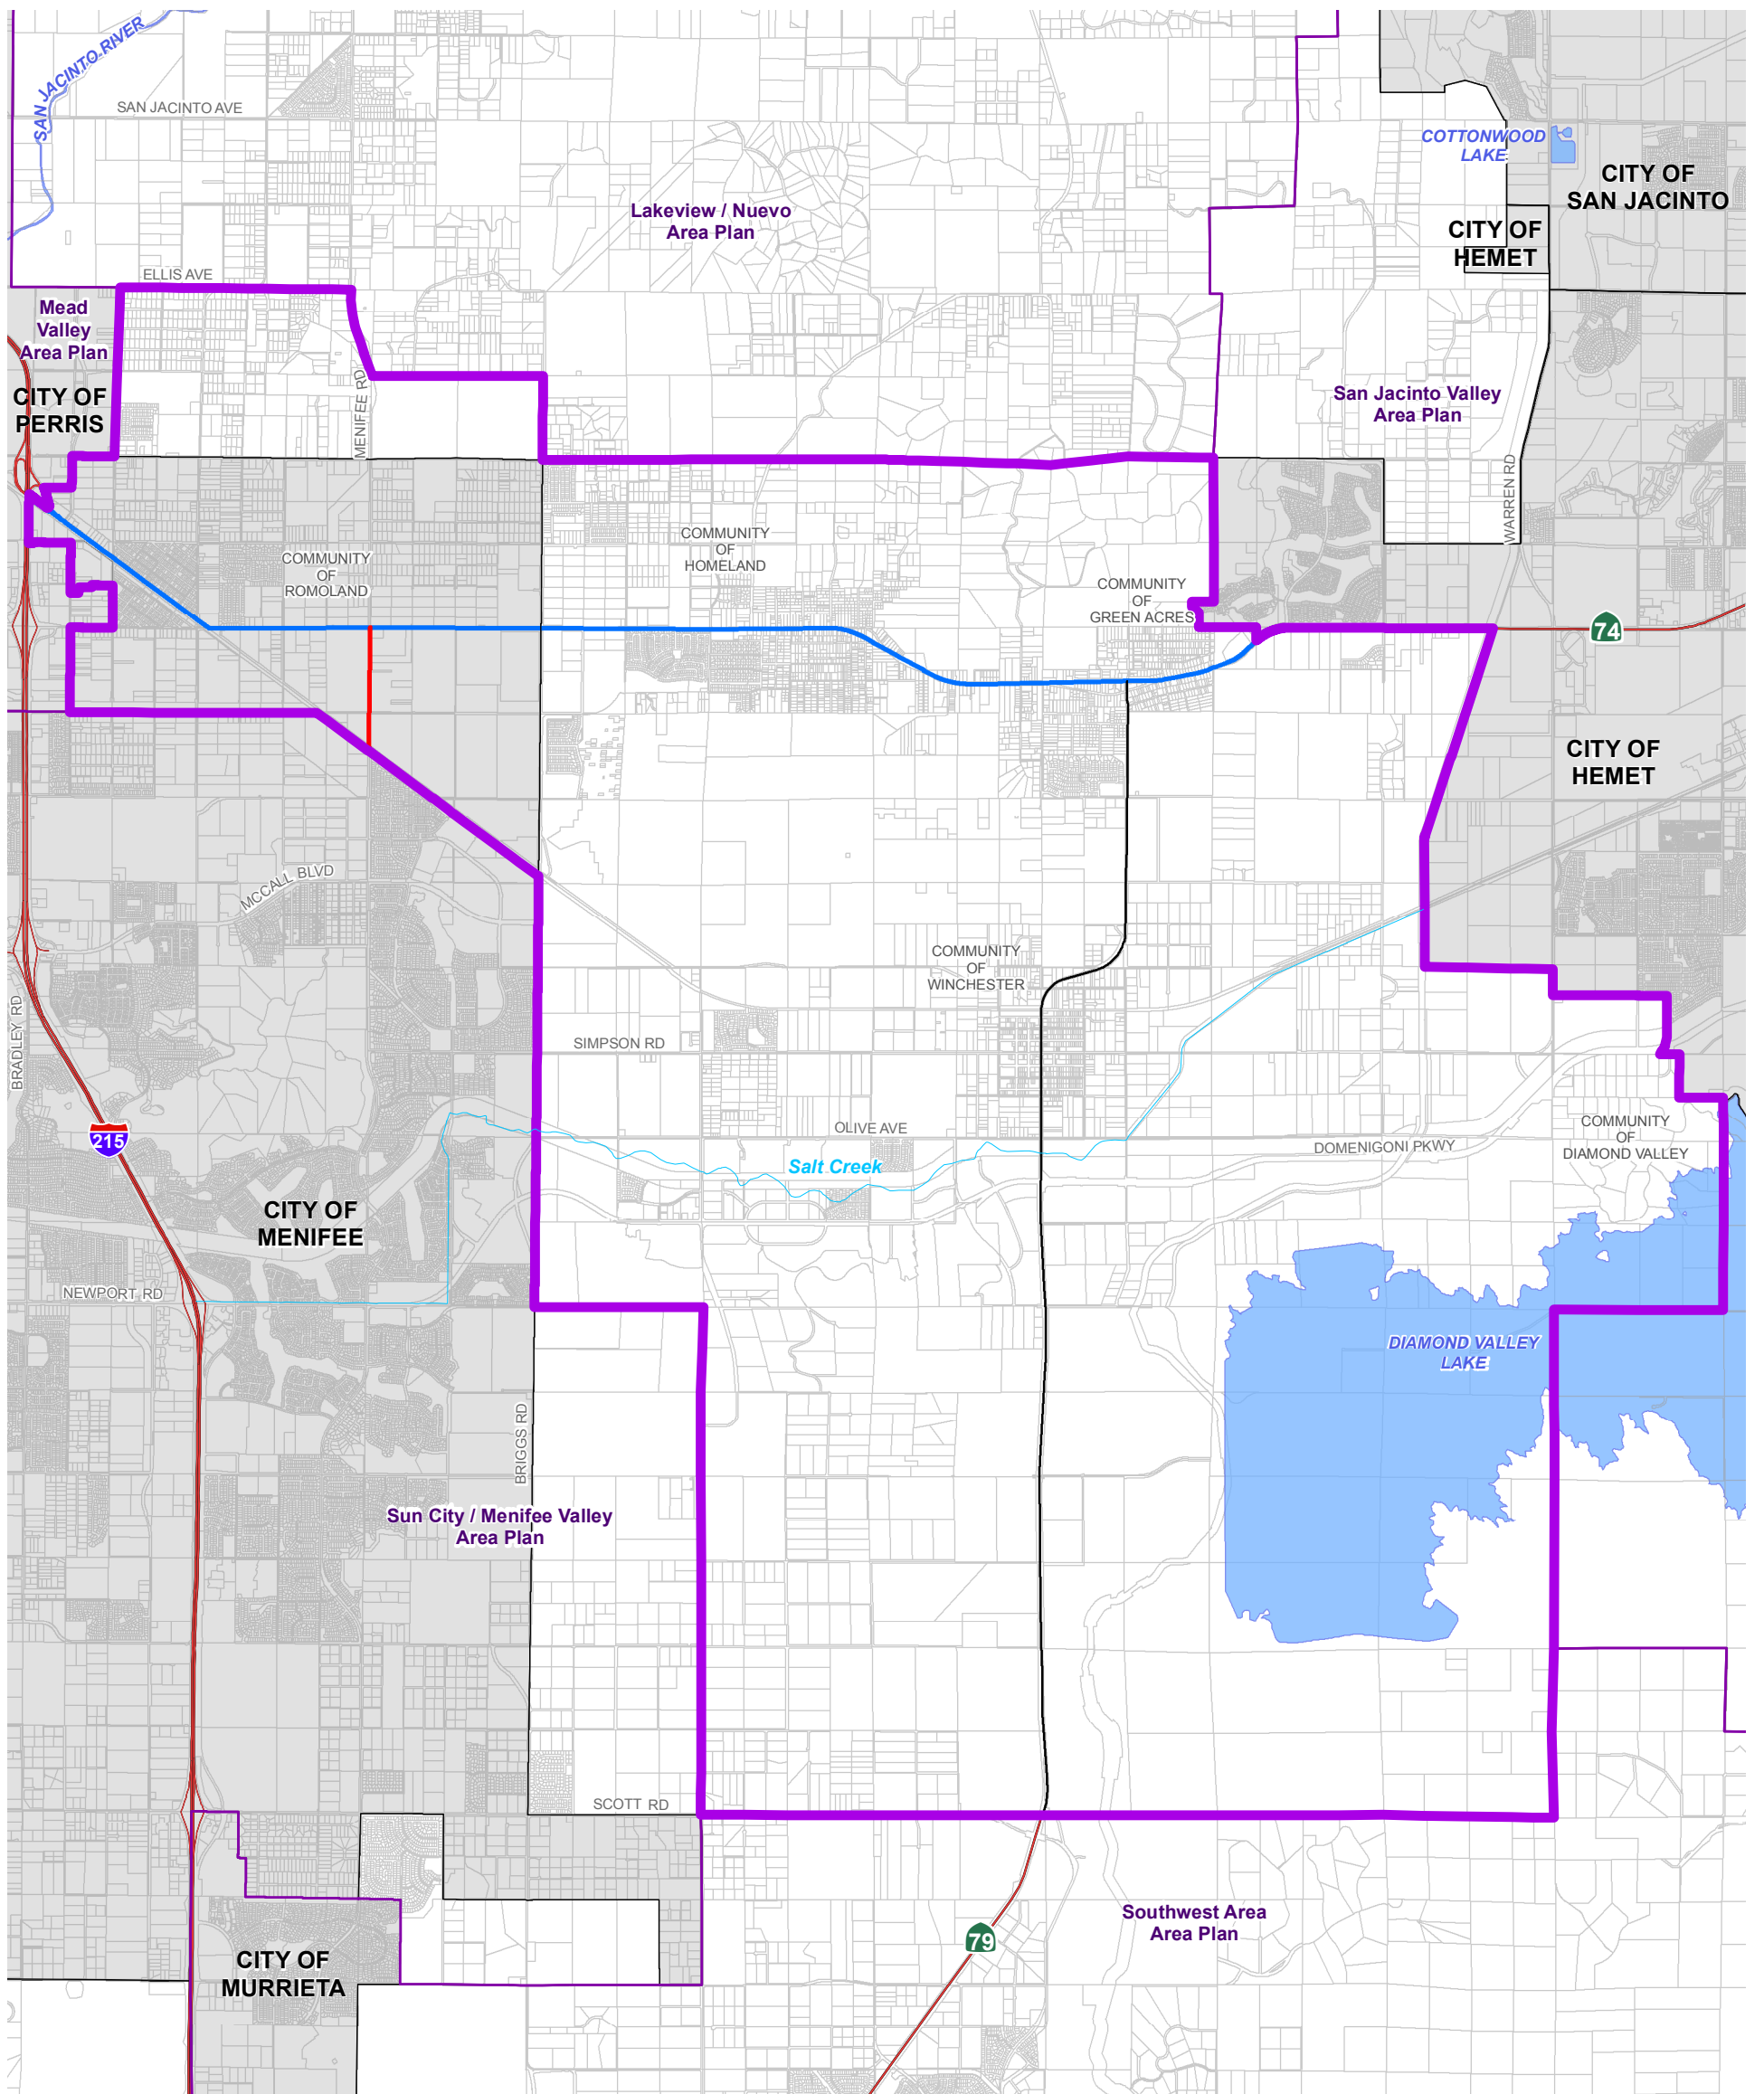 SAN JACINTO RIVER
SAN JACINTO AVE
COTTONWOOD
LAKE
CITY OF
SAN JACINTO
Lakeview / Nuevo
Area Plan
CITY OF
HEMET
ELLIS AVE
Mead
Valley
Area Plan
CITY OF
PERRIS
MENIFEE RD
San Jacinto Valley
Area Plan
WARREN RD
COMMUNITY
OF
ROMOLAND
COMMUNITY
OF
HOMELAND
COMMUNITY
OF
GREEN ACRES
74
CITY OF
HEMET
MCCALL BLVD
COMMUNITY
OF
WINCHESTER
BRADLEY RD
SIMPSON RD
215
OLIVE AVE
DOMENIGONI PKWY
COMMUNITY
OF
DIAMOND VALLEY
Salt Creek
CITY OF
MENIFEE
NEWPORT RD
DIAMOND VALLEY
LAKE
BRIGGS RD
Sun City / Menifee Valley
Area Plan
SCOTT RD
Southwest Area
Area Plan
79
CITY OF
MURRIETA